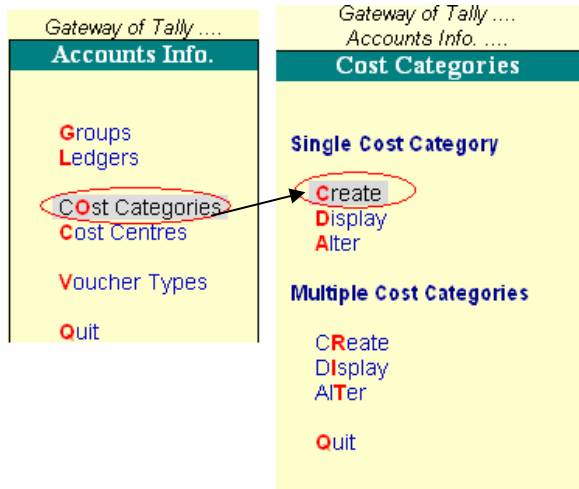 Gateway of Tally ....
Accounts Info.
Groups
Ledgers
COst Categories
Cost Centres
Voucher Types
Quit
Gateway of Tally ....
Accounts Info. ....
Cost Categories
Single Cost Category
Create
Display
Alter
Multiple Cost Categories
CReate
DIsplay
AlTer
Quit